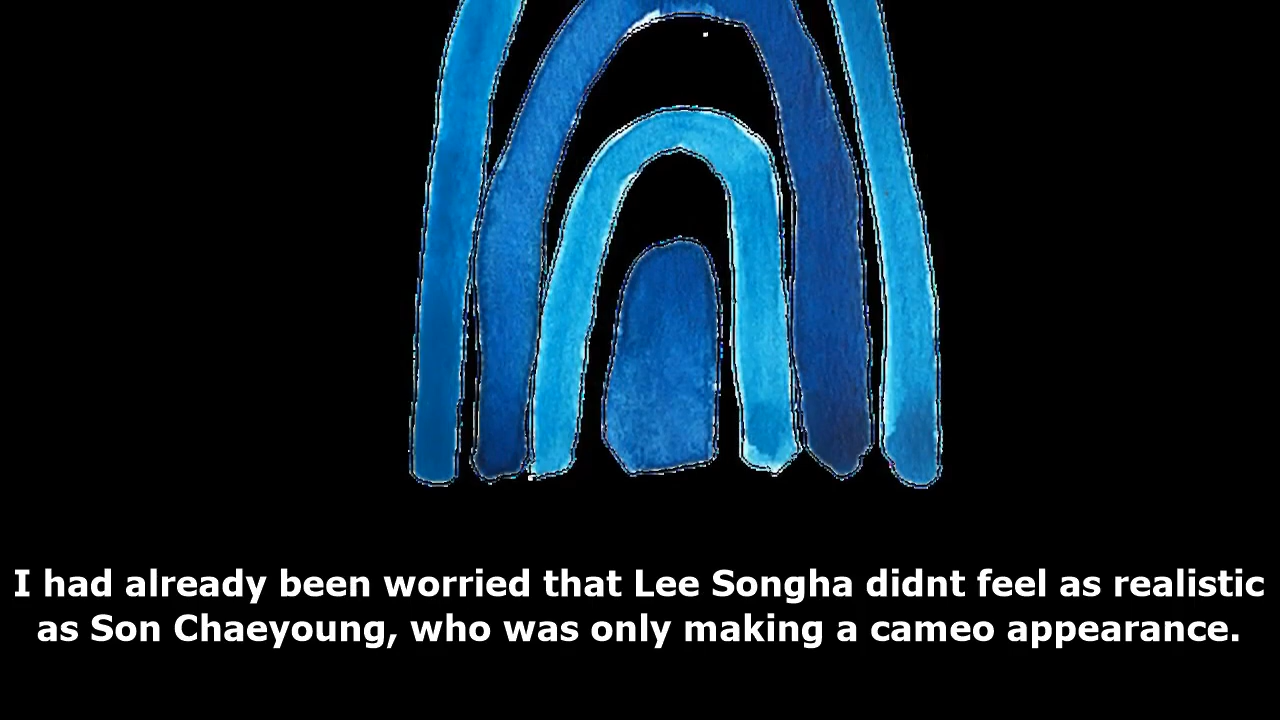 I had already been worried that Lee Songha didnt feel as realistic
as Son Chaeyoung, who was only making a cameo appearance.